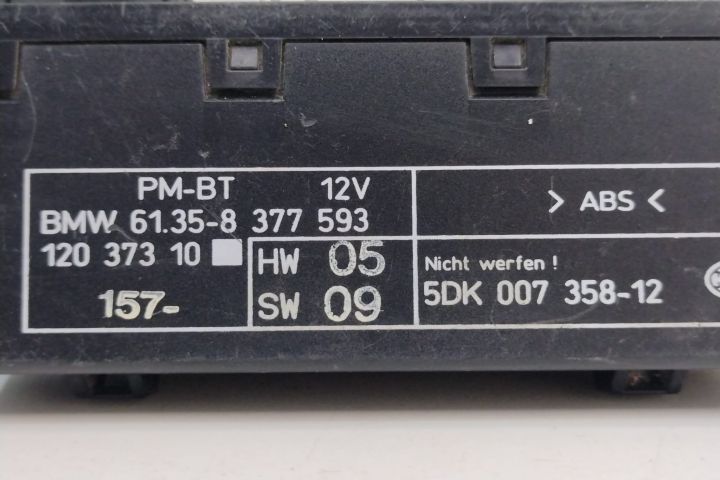 PM-BT 12V
BMW 61.35-8 377 593
120 373 10
157-
HW 05
SW 09
> ABS <
Nicht werfen !
5DK 007 358-12